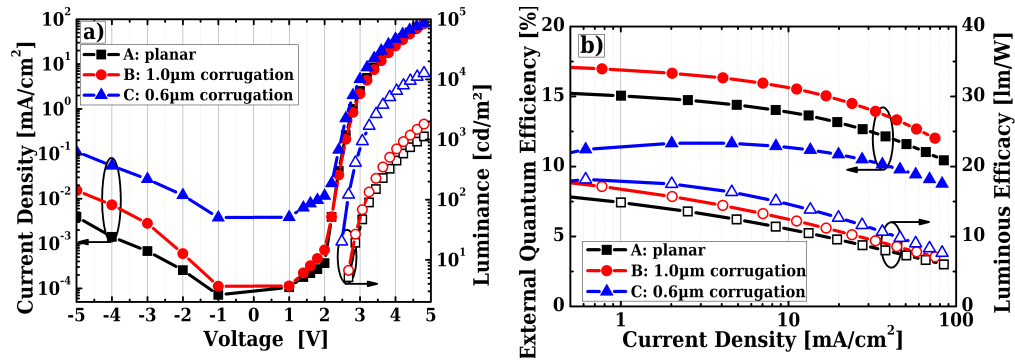 a)
A: planar
B: 1.0μm corrugation
C: 0.6μm corrugation
Current Density [mA/cm²]
10² 10¹ 10⁰ 10⁻¹ 10⁻² 10⁻³ 10⁻⁴
Luminance [cd/m²]
10⁵ 10⁴ 10³ 10² 10¹
-5 -4 -3 -2 -1 0 1 2 3 4 5
Voltage [V]
b)
External Quantum Efficiency [%]
20 15 10 5 0
Luminous Efficacy [lm/W]
40 30 20 10 0
A: planar
B: 1.0μm corrugation
C: 0.6μm corrugation
1 10 100
Current Density [mA/cm²]